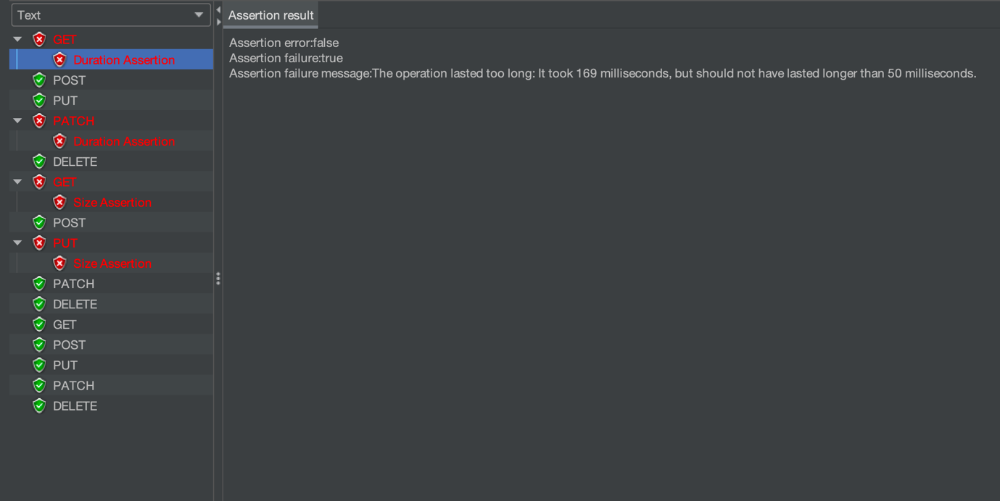 Text
GET
Duration Assertion
POST
PUT
PATCH
Duration Assertion
DELETE
GET
Size Assertion
POST
PUT
Size Assertion
PATCH
DELETE
GET
POST
PUT
PATCH
DELETE
Assertion result
Assertion error:false
Assertion failure:true
Assertion failure message:The operation lasted too long: It took 169 milliseconds, but should not have lasted longer than 50 milliseconds.